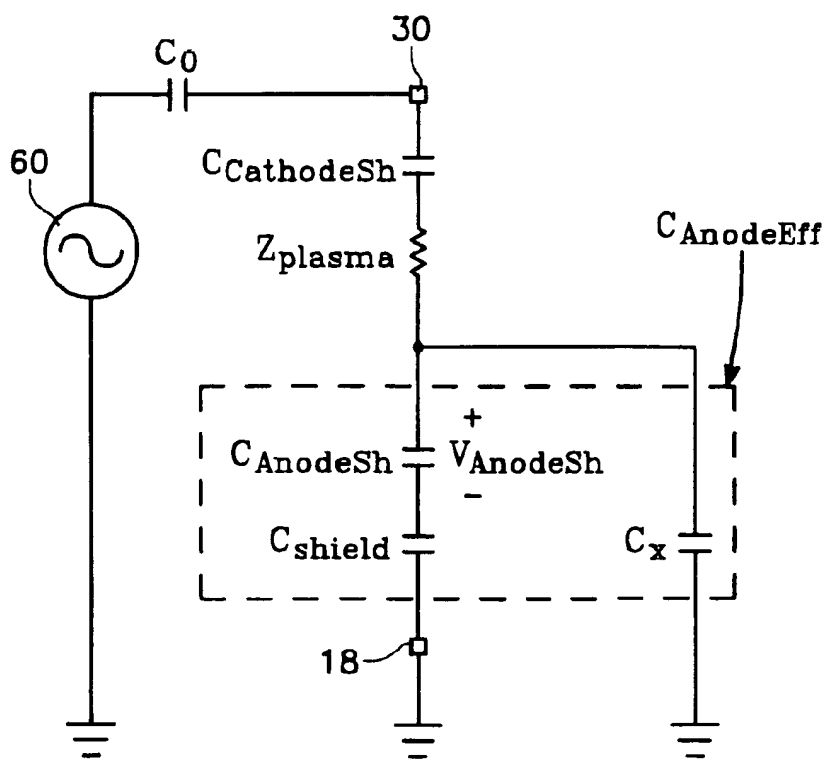 30
C0
60
CCathodeSh
Zplasma
CAnodeEff
+
CAnodeSh
VAnodeSh
−
Cshield
Cx
18